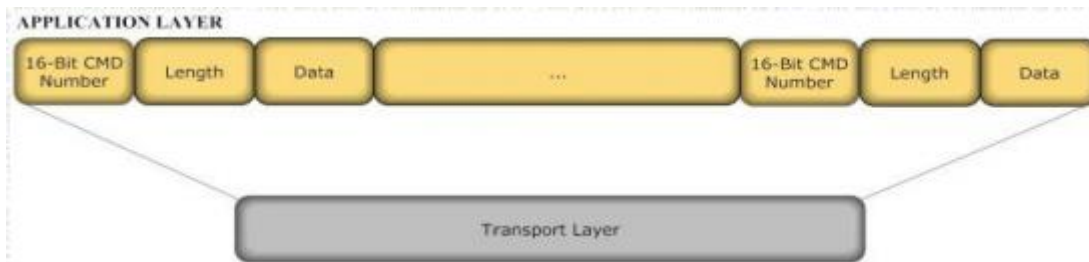 APPLICATION LAYER
16-Bit CMD
Number
Length
Data
...
16-Bit CMD
Number
Length
Data
Transport Layer